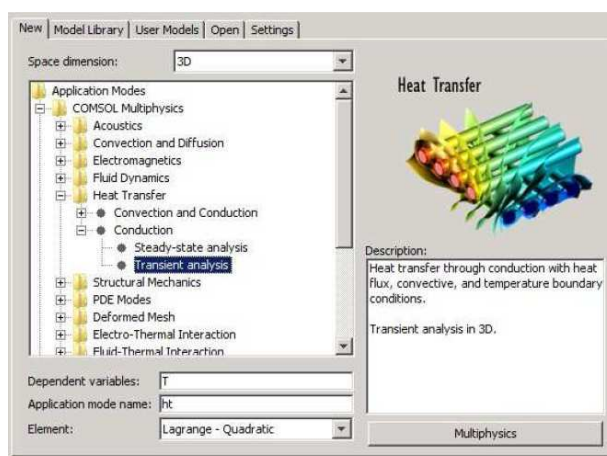 New Model Library User Models Open Settings
Space dimension: 3D
Application Modes
COMSOL Multiphysics
Acoustics
Convection and Diffusion
Electromagnetics
Fluid Dynamics
Heat Transfer
Convection and Conduction
Conduction
Steady-state analysis
Transient analysis
Structural Mechanics
PDE Modes
Deformed Mesh
Electro-Thermal Interaction
Fluid-Thermal Interaction
Dependent variables: T
Application mode name: ht
Element: Lagrange - Quadratic
Heat Transfer
Description:
Heat transfer through conduction with heat
flux, convective, and temperature boundary
conditions.
Transient analysis in 3D.
Multiphysics